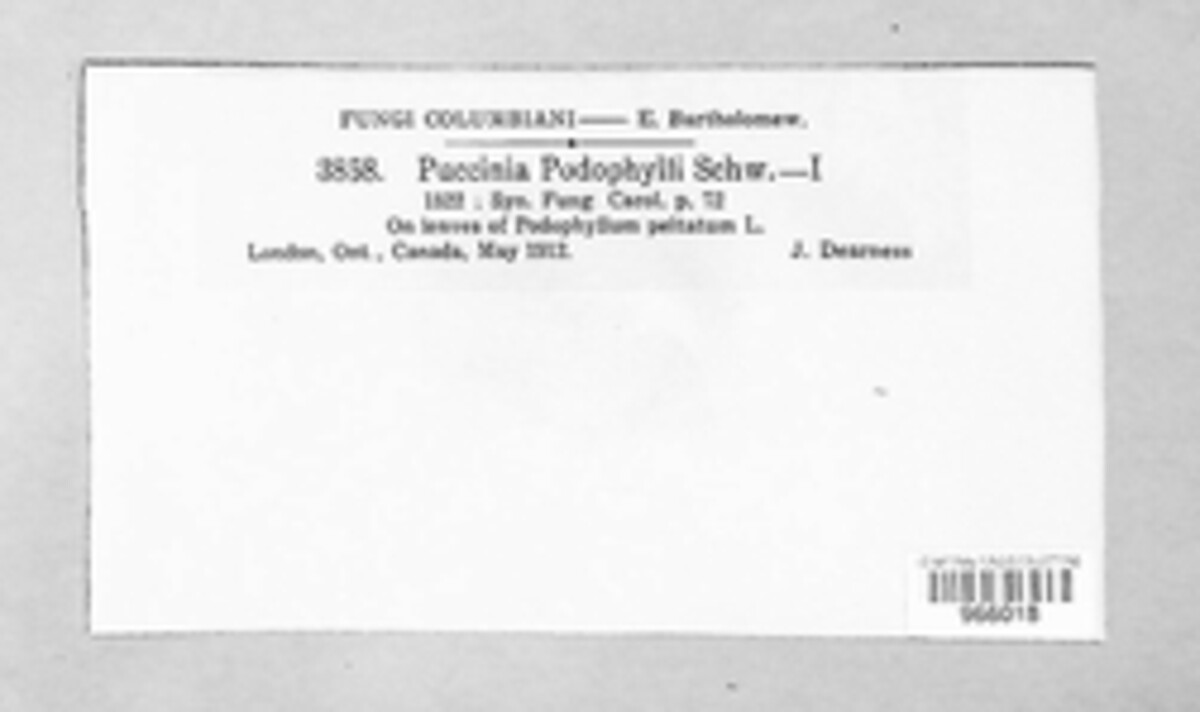 FUNGI COLUMBIANI — E. Bartholomew.
3858. Puccinia Podophylli Schw.—I
1822 : Syn. Fung Carol. p. 72
On leaves of Podophyllum peltatum L.
London, Ont., Canada, May 1912. J. Dearness
966018